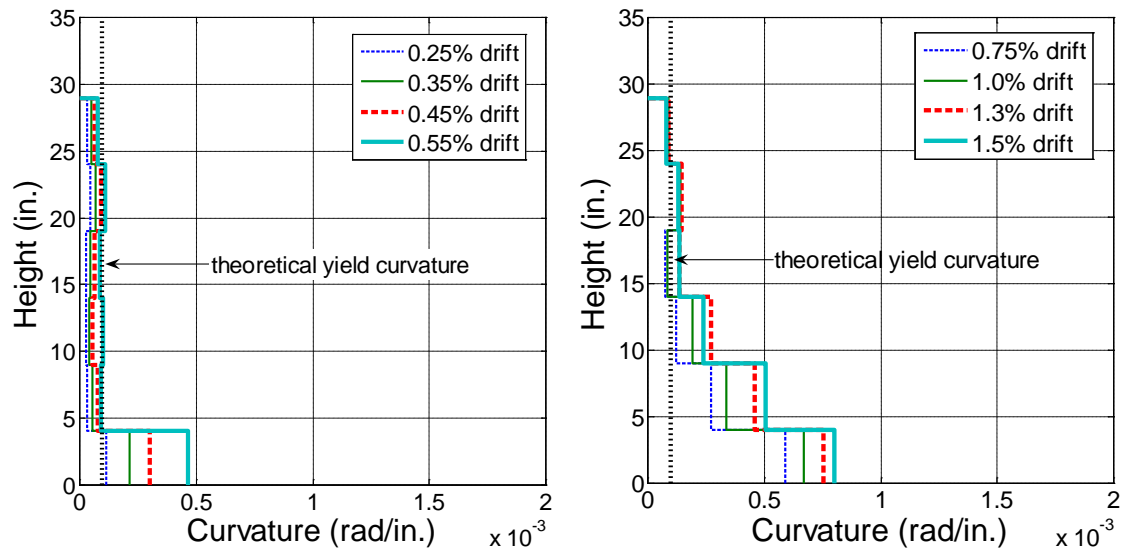 35
30
25
20
15
10
5
0
Height (in.)
0.25% drift
0.35% drift
0.45% drift
0.55% drift
theoretical yield curvature
0 0.5 1 1.5 2
Curvature (rad/in.) x 10-3
35
30
25
20
15
10
5
0
Height (in.)
0.75% drift
1.0% drift
1.3% drift
1.5% drift
theoretical yield curvature
0 0.5 1 1.5 2
Curvature (rad/in.) x 10-3